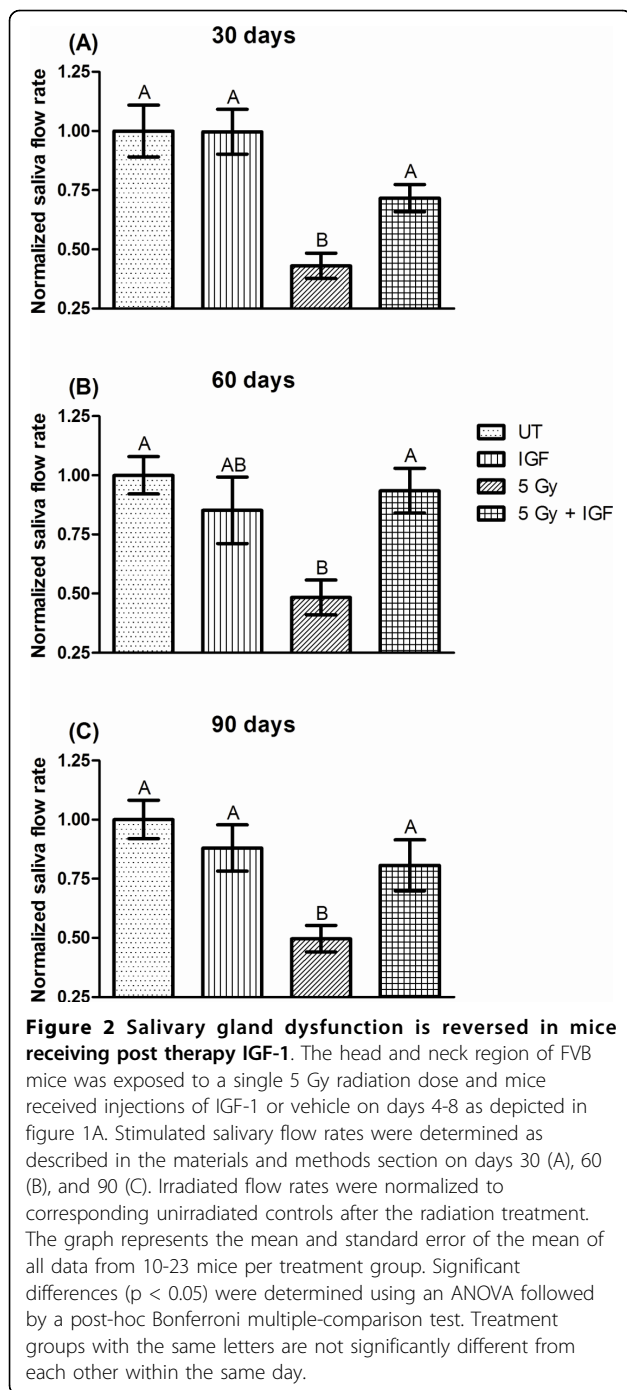 (A) 30 days
Normalized saliva flow rate
1.25
1.00
0.75
0.50
0.25
A
A
B
A
(B) 60 days
Normalized saliva flow rate
1.25
1.00
0.75
0.50
0.25
A
AB
B
A
UT
IGF
5 Gy
5 Gy + IGF
(C) 90 days
Normalized saliva flow rate
1.25
1.00
0.75
0.50
0.25
A
A
B
A
Figure 2 Salivary gland dysfunction is reversed in mice
receiving post therapy IGF-1. The head and neck region of FVB
mice was exposed to a single 5 Gy radiation dose and mice
received injections of IGF-1 or vehicle on days 4-8 as depicted in
figure 1A. Stimulated salivary flow rates were determined as
described in the materials and methods section on days 30 (A), 60
(B), and 90 (C). Irradiated flow rates were normalized to
corresponding unirradiated controls after the radiation treatment.
The graph represents the mean and standard error of the mean of
all data from 10-23 mice per treatment group. Significant
differences (p < 0.05) were determined using an ANOVA followed
by a post-hoc Bonferroni multiple-comparison test. Treatment
groups with the same letters are not significantly different from
each other within the same day.